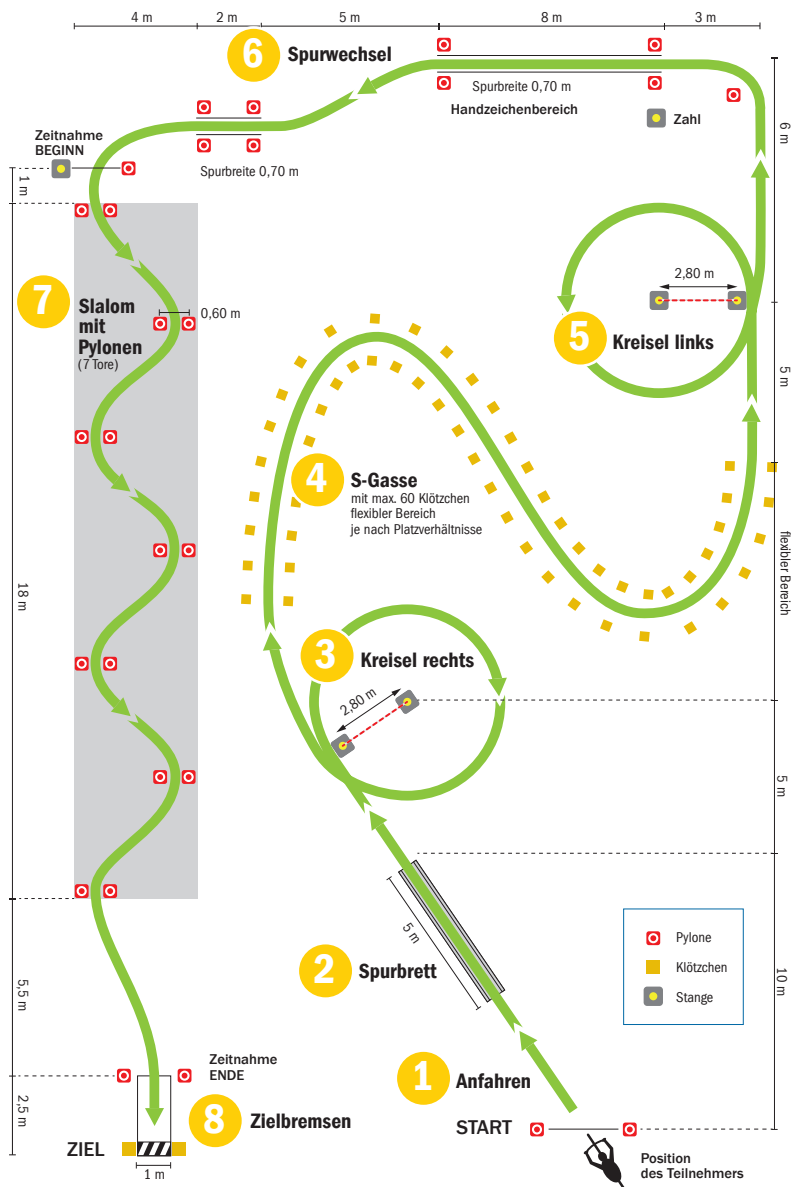 4 m
2 m
5 m
8 m
3 m
6
Spurwechsel
Spurbreite 0,70 m
Handzeichenbereich
Zahl
6 m
Zeitnahme
BEGINN
Spurbreite 0,70 m
1 m
7
Slalom
mit
Pylonen
(7 Tore)
0,60 m
2,80 m
5
Kreisel links
5 m
4
S-Gasse
mit max. 60 Klötzchen
flexibler Bereich
je nach Platzverhältnisse
flexibler Bereich
18 m
3
Kreisel rechts
2,80 m
5 m
2
Spurbrett
5 m
Pylone
Klötzchen
Stange
10 m
5,5 m
Zeitnahme
ENDE
1
Anfahren
2,5 m
8
Zielbremsen
START
ZIEL
1 m
Position
des Teilnehmers